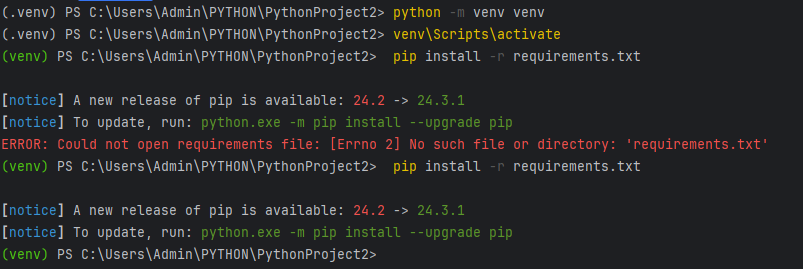 (.venv) PS C:\Users\Admin\PYTHON\PythonProject2> python -m venv venv
(.venv) PS C:\Users\Admin\PYTHON\PythonProject2> venv\Scripts\activate
(venv) PS C:\Users\Admin\PYTHON\PythonProject2>  pip install -r requirements.txt
[notice] A new release of pip is available: 24.2 -> 24.3.1
[notice] To update, run: python.exe -m pip install --upgrade pip
ERROR: Could not open requirements file: [Errno 2] No such file or directory: 'requirements.txt'
(venv) PS C:\Users\Admin\PYTHON\PythonProject2>  pip install -r requirements.txt
[notice] A new release of pip is available: 24.2 -> 24.3.1
[notice] To update, run: python.exe -m pip install --upgrade pip
(venv) PS C:\Users\Admin\PYTHON\PythonProject2>